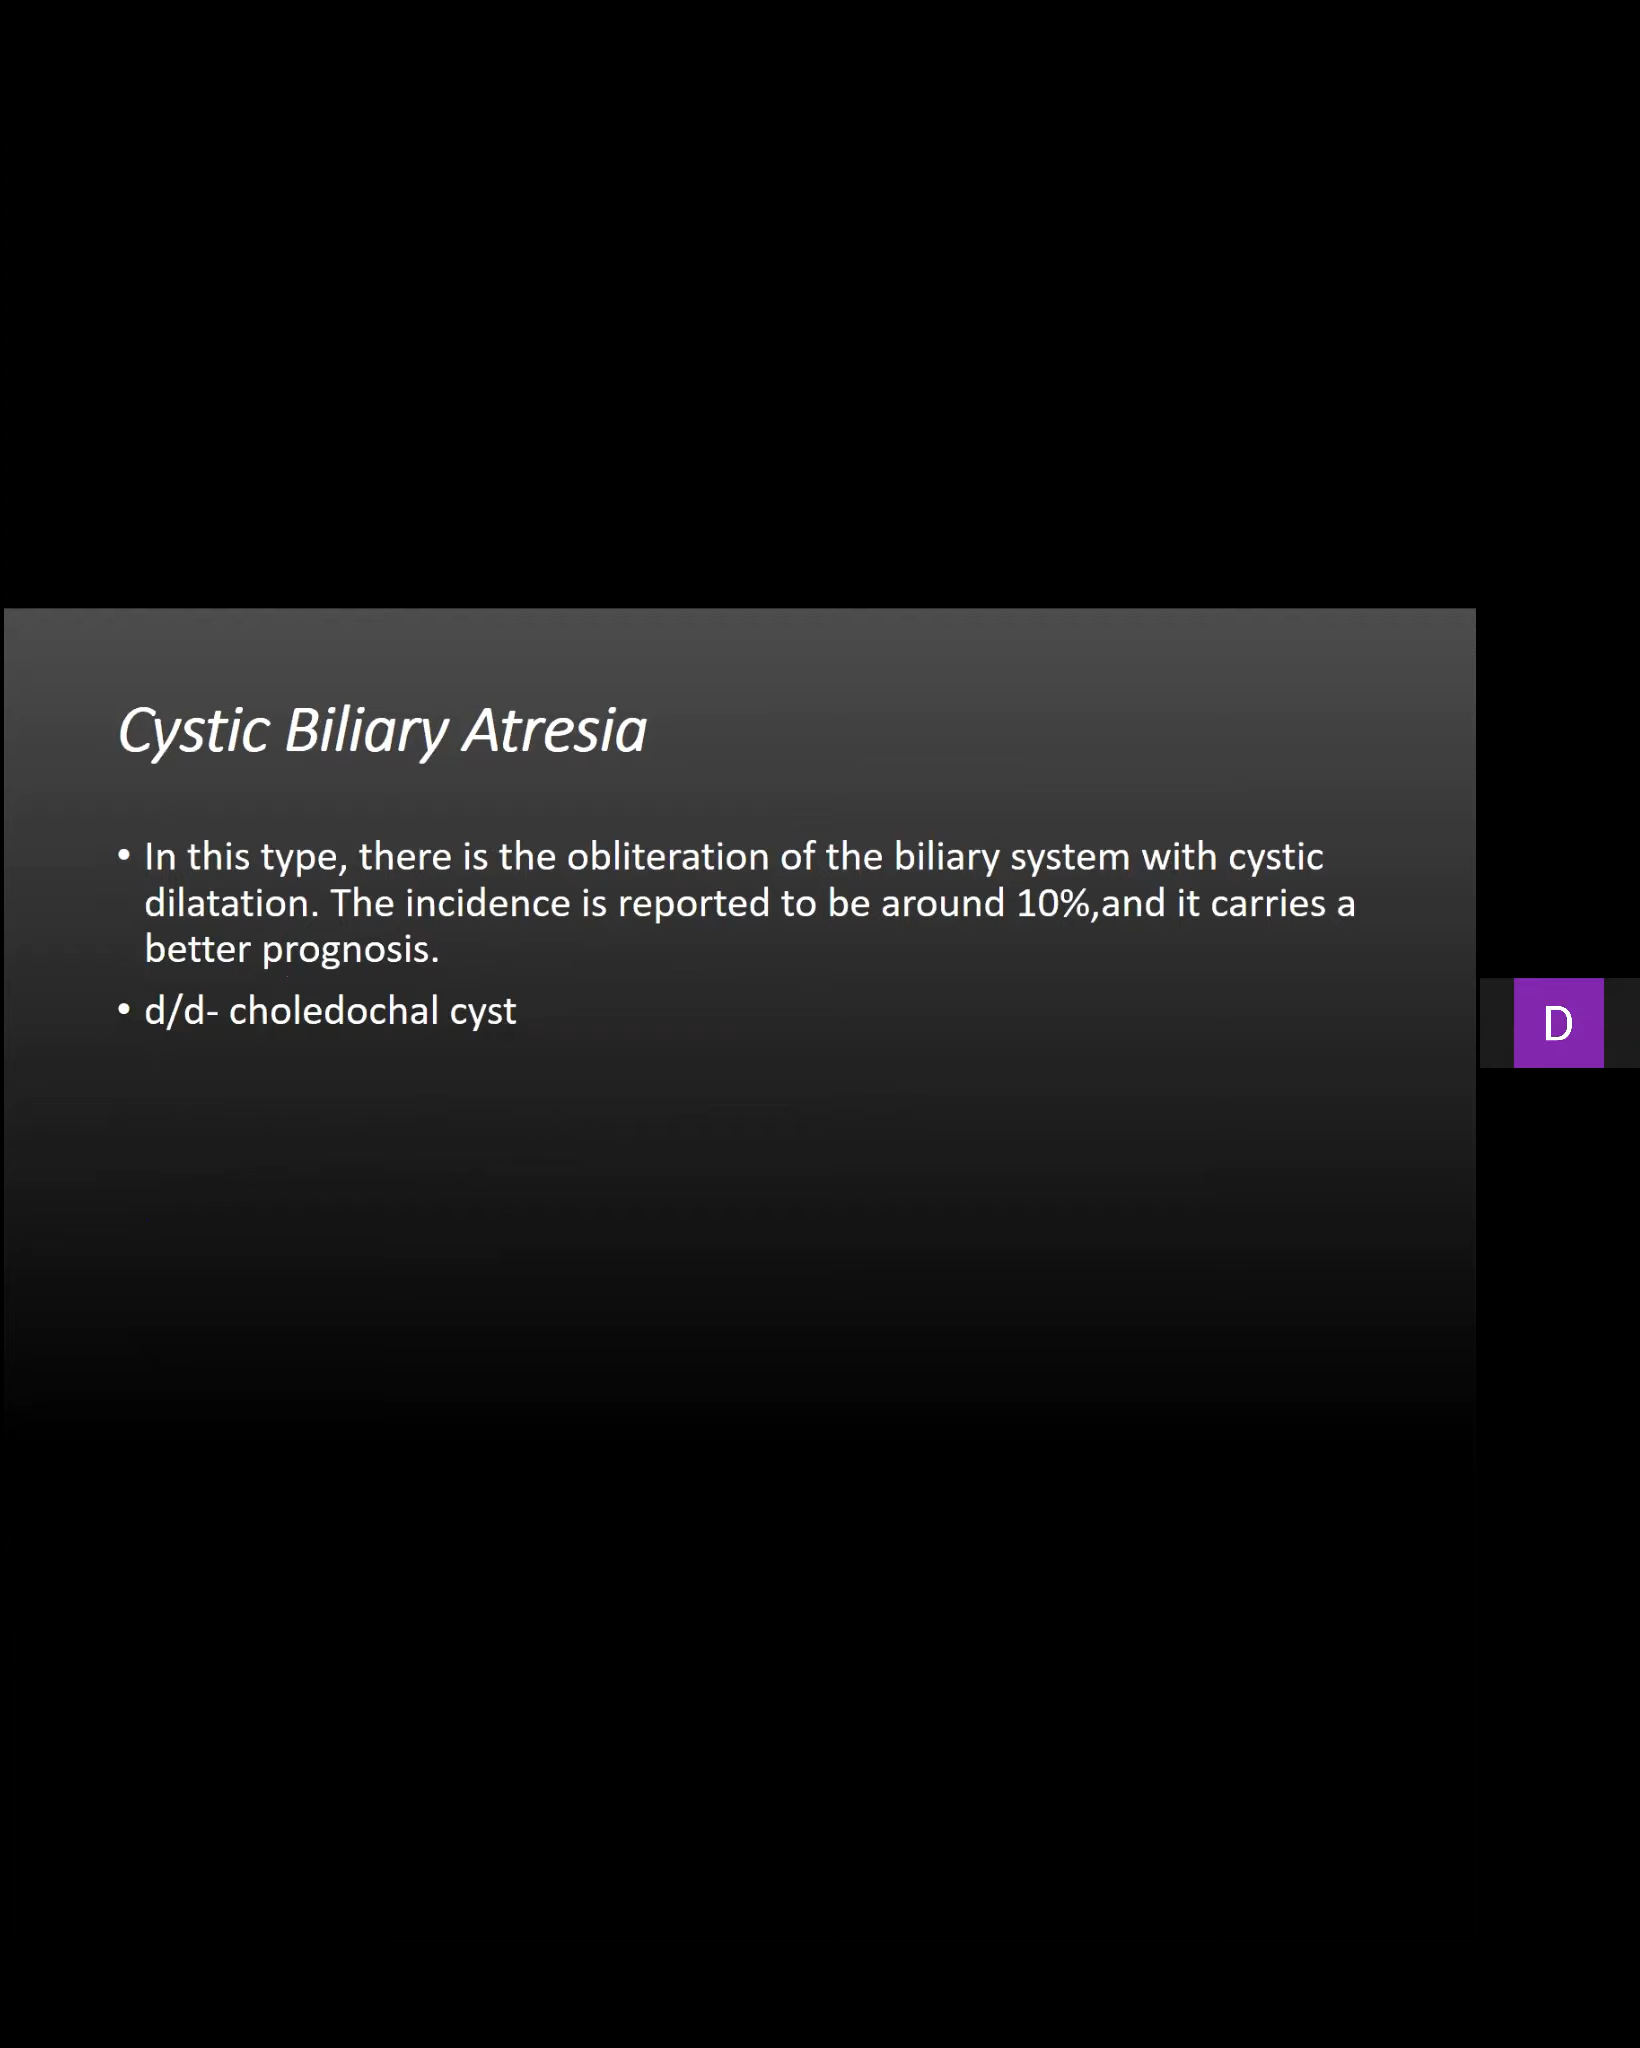 Cystic Biliary Atresia
• In this type, there is the obliteration of the biliary system with cystic
dilatation. The incidence is reported to be around 10%,and it carries a
better prognosis.
• d/d- choledochal cyst
D